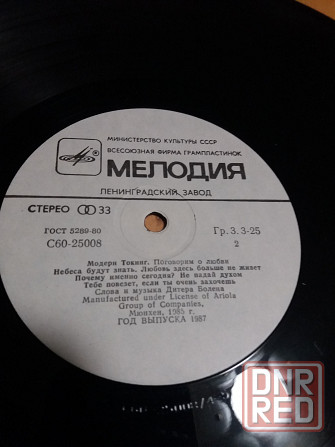 МИНИСТЕРСТВО КУЛЬТУРЫ СССР
ВСЕСОЮЗНАЯ ФИРМА ГРАМПЛАСТИНОК
МЕЛОДИЯ
ЛЕНИНГРАДСКИЙ ЗАВОД
СТЕРЕО 33
ГОСТ 5289-80
Гр. 3. 3-25
С60-25008
2
Модерн Токинг. Поговорим о любви
Небеса будут знать. Любовь здесь больше не живет
Почему именно сегодня? Не падай духом
Тебе повезет, если ты очень захочешь
Слова и музыка Дитера Болена
Manufactured under License of Ariola
Group of Companies,
Мюнхен, 1985 г.
ГОД ВЫПУСКА 1987
DNR
RED